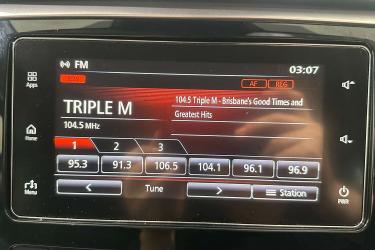 FM
03:07
AF
REG
Apps
TRIPLE M
104.5 MHz
104.5 Triple M - Brisbane's Good Times and
Greatest Hits
Home
1
2
3
95.3
91.3
106.5
104.1
96.1
96.9
Menu
<
Tune
>
Station
PWR